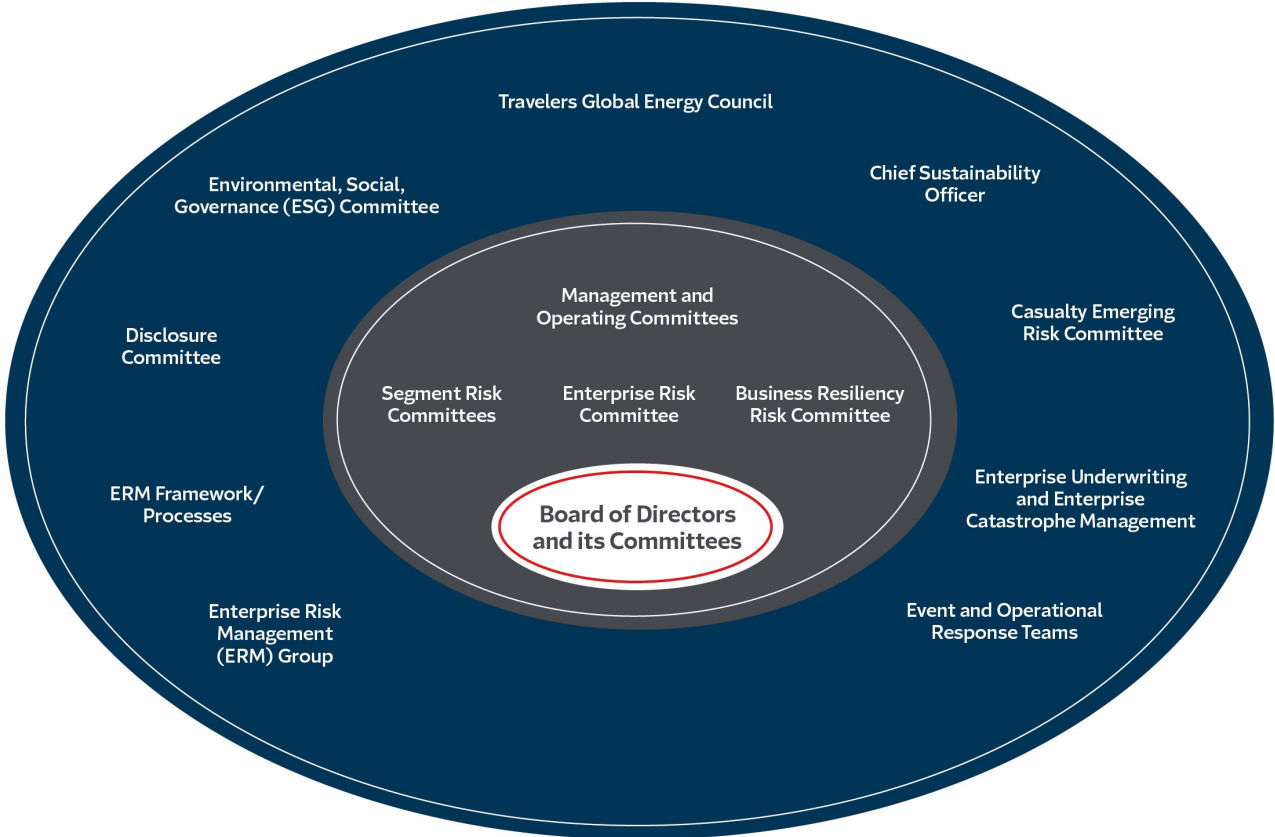 Travelers Global Energy Council
Environmental, Social,
Governance (ESG) Committee
Chief Sustainability
Officer
Management and
Operating Committees
Disclosure
Committee
Casualty Emerging
Risk Committee
Segment Risk
Committees
Enterprise Risk
Committee
Business Resiliency
Risk Committee
ERM Framework/
Processes
Board of Directors
and its Committees
Enterprise Underwriting
and Enterprise
Catastrophe Management
Enterprise Risk
Management
(ERM) Group
Event and Operational
Response Teams